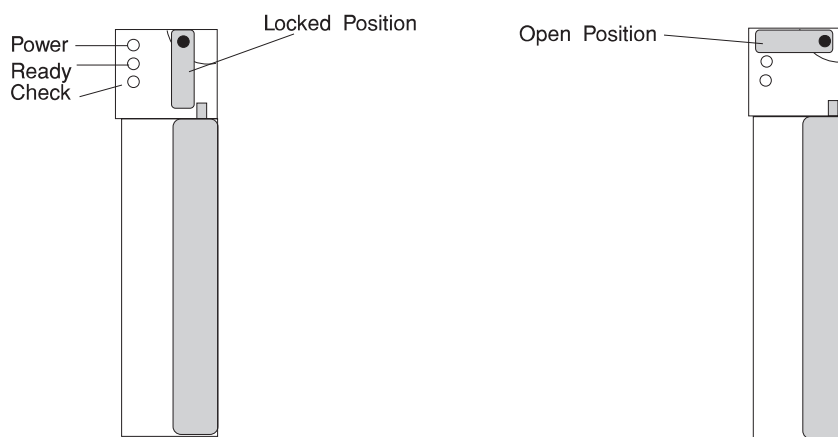 Locked Position
Power
Ready
Check
Open Position